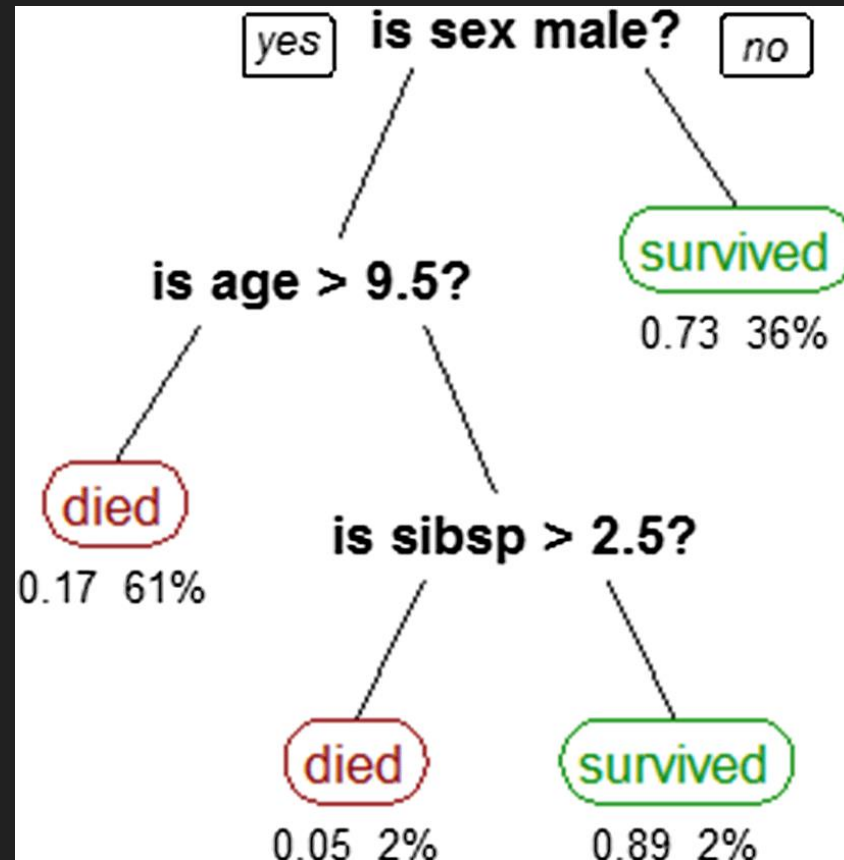 yes is sex male? no
survived
0.73 36%
is age > 9.5?
died
0.17 61%
is sibsp > 2.5?
died survived
0.05 2% 0.89 2%